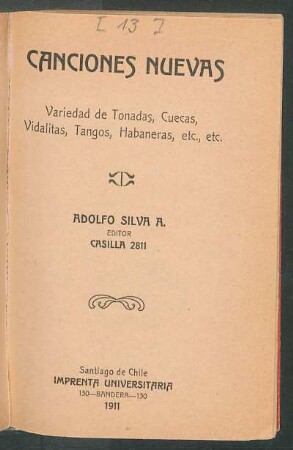 [ 13 ]
CANCIONES NUEVAS
Variedad de Tonadas, Cuecas,
Vidalitas, Tangos, Habaneras, etc., etc.
ADOLFO SILVA A.
EDITOR
CASILLA 2811
Santiago de Chile
IMPRENTA UNIVERSITARIA
130—BANDERA—130
1911